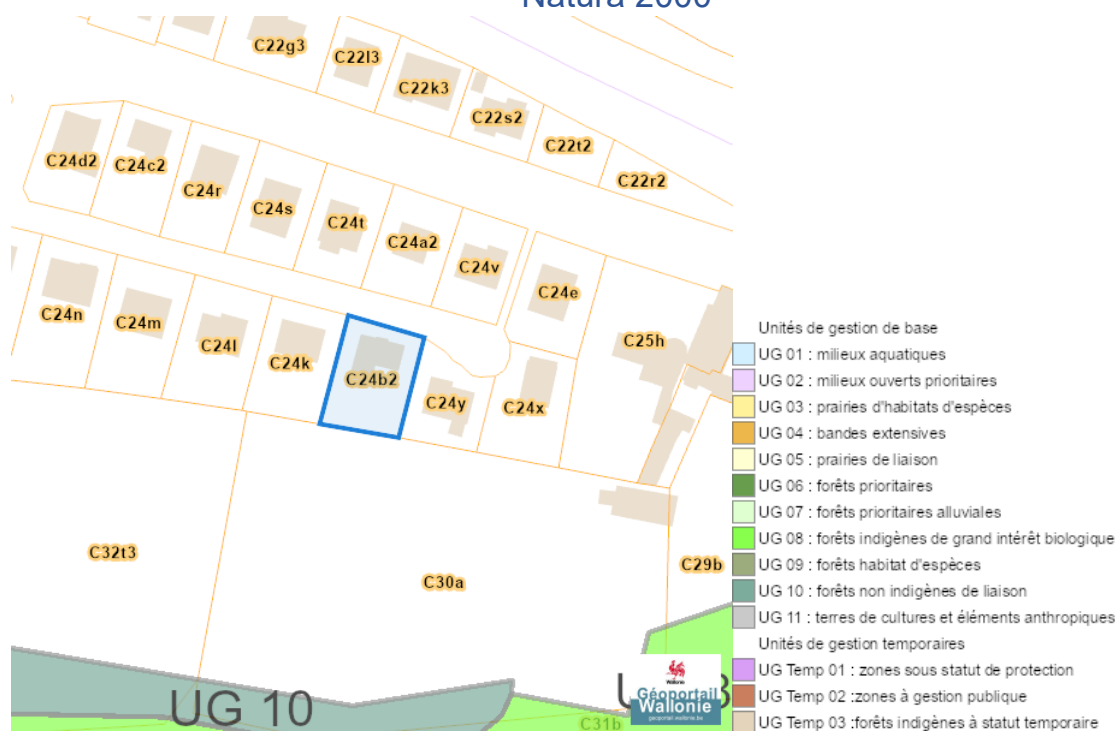 Natura 2000
C22g3
C22l3
C22k3
C22s2
C22t2
C22r2
C24d2
C24c2
C24r
C24s
C24t
C24a2
C24v
C24e
C25h
C24n
C24m
C24l
C24k
C24b2
C24y
C24x
C32t3
C30a
C29b
UG 10
C31b
Wallonie
Géoportail
Wallonie
geoportail.wallonie.be
Unités de gestion de base
UG 01 : milieux aquatiques
UG 02 : milieux ouverts prioritaires
UG 03 : prairies d'habitats d'espèces
UG 04 : bandes extensives
UG 05 : prairies de liaison
UG 06 : forêts prioritaires
UG 07 : forêts prioritaires alluviales
UG 08 : forêts indigènes de grand intérêt biologique
UG 09 : forêts habitat d'espèces
UG 10 : forêts non indigènes de liaison
UG 11 : terres de cultures et éléments anthropiques
Unités de gestion temporaires
UG Temp 01 : zones sous statut de protection
UG Temp 02 :zones à gestion publique
UG Temp 03 :forêts indigènes à statut temporaire